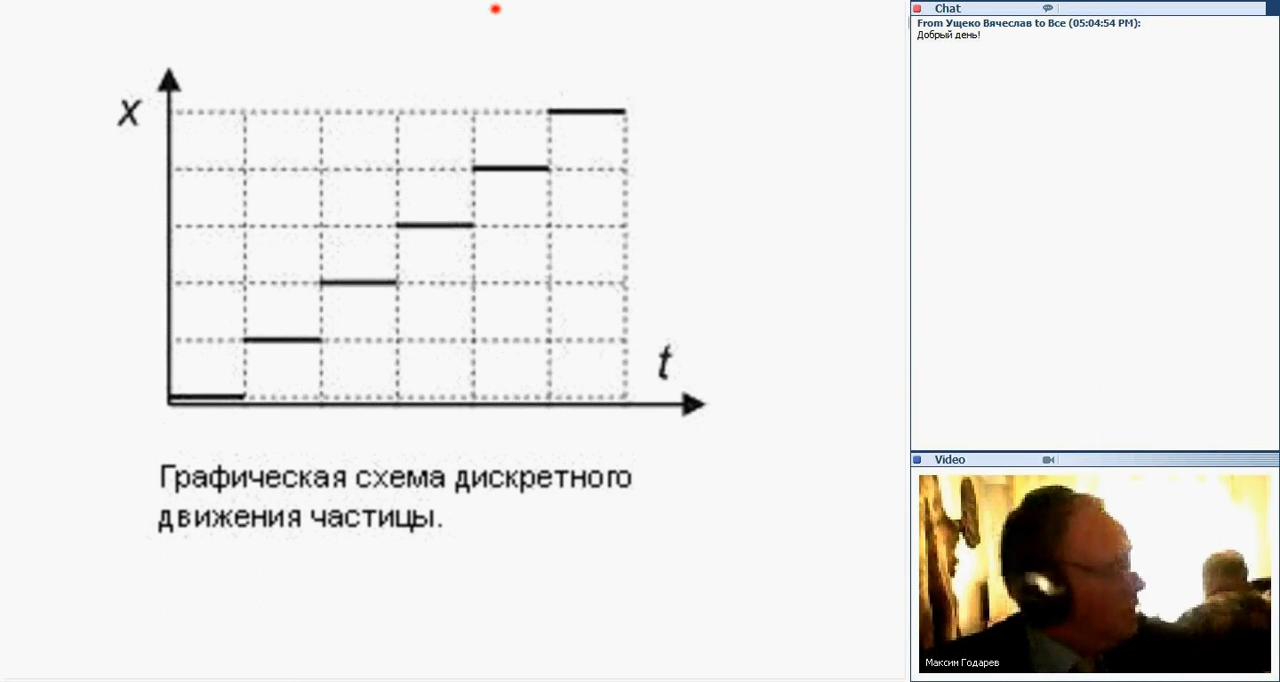 x
t
Графическая схема дискретного
движения частицы.
Chat
From Ущеко Вячеслав to Все (05:04:54 PM):
Добрый день!
Video
Максим Годарев